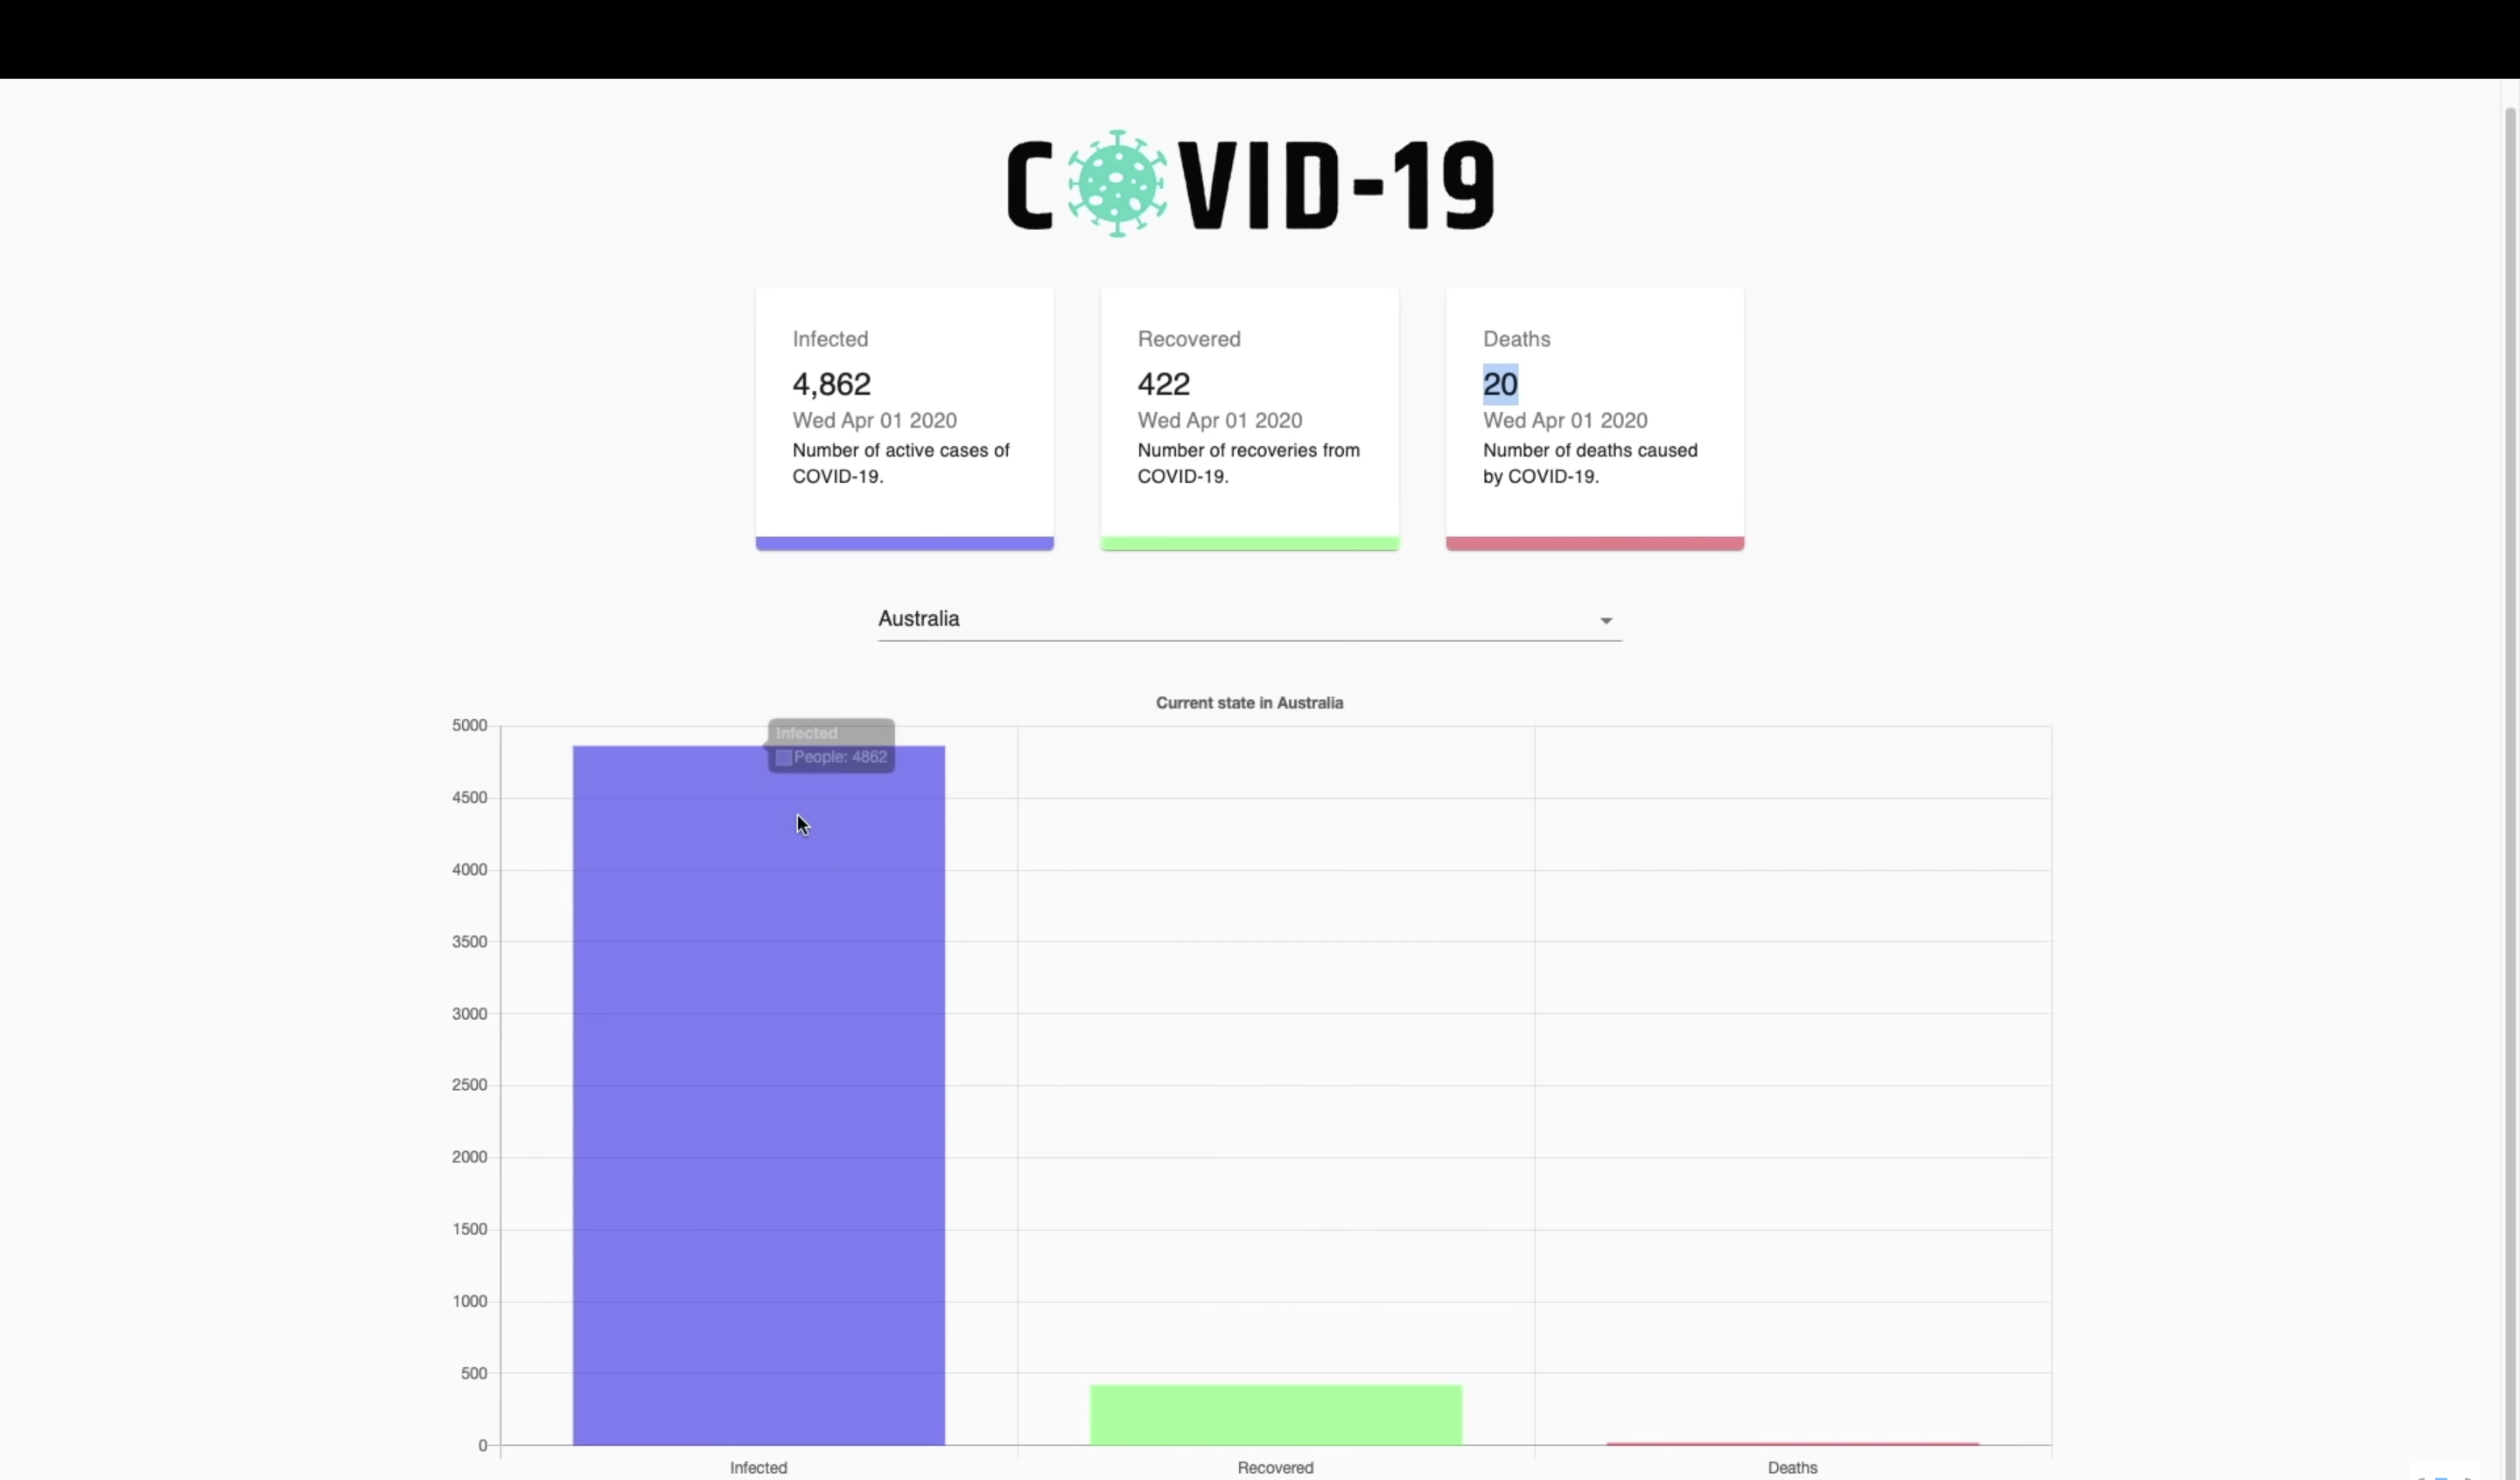 COVID-19
Infected
4,862
Wed Apr 01 2020
Number of active cases of
COVID-19.
Recovered
422
Wed Apr 01 2020
Number of recoveries from
COVID-19.
Deaths
20
Wed Apr 01 2020
Number of deaths caused
by COVID-19.
Australia
Current state in Australia
5000
4500
4000
3500
3000
2500
2000
1500
1000
500
0
Infected
People: 4862
Infected
Recovered
Deaths